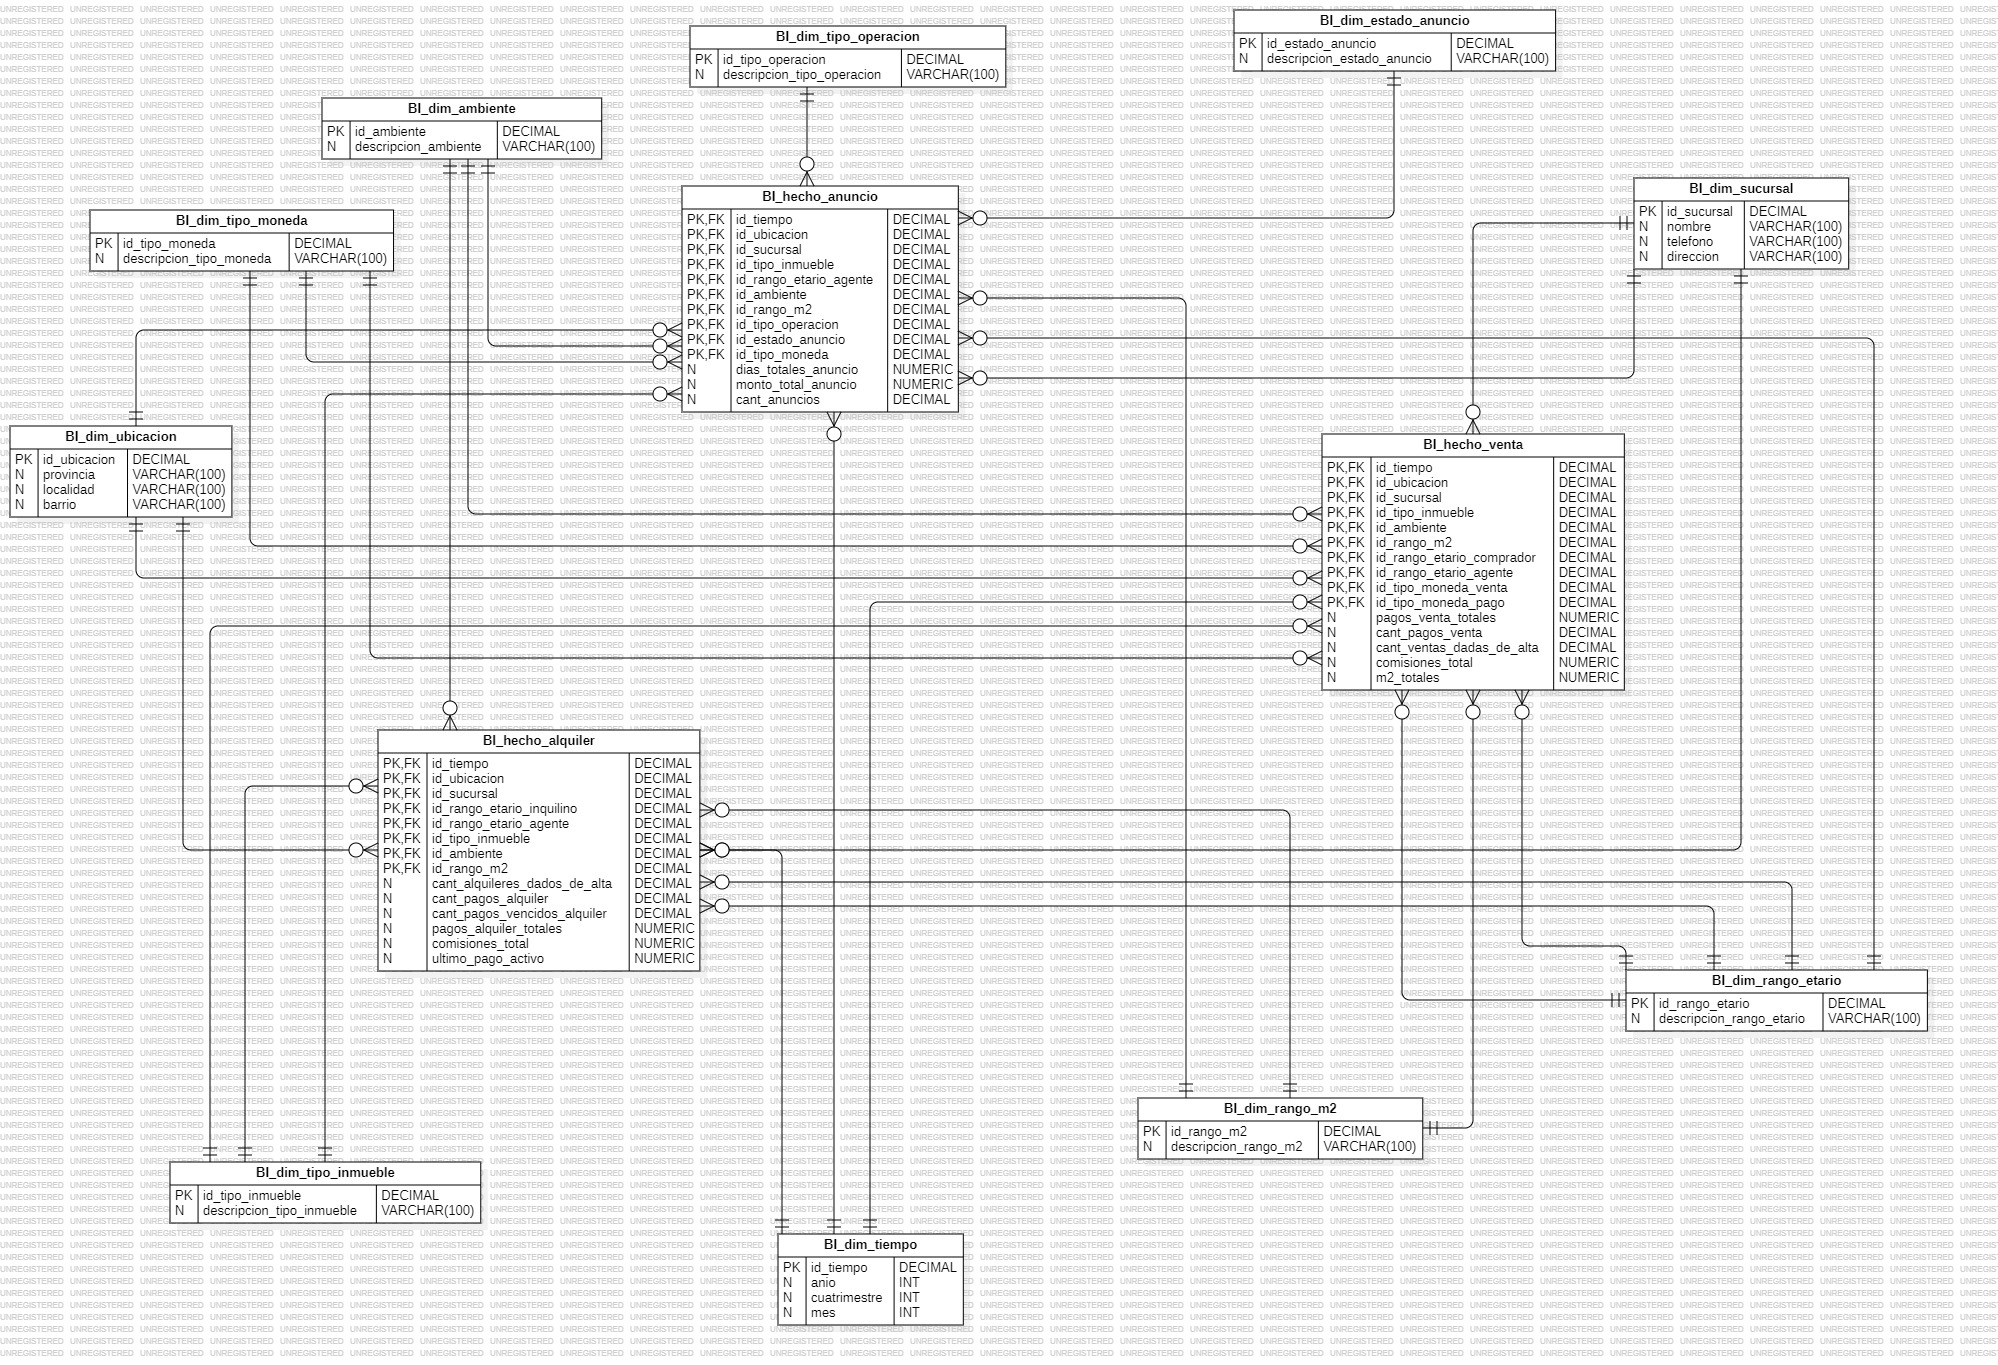 BI_dim_estado_anuncio
PK id_estado_anuncio DECIMAL
N descripcion_estado_anuncio VARCHAR(100)
BI_dim_tipo_operacion
PK id_tipo_operacion DECIMAL
N descripcion_tipo_operacion VARCHAR(100)
BI_dim_ambiente
PK id_ambiente DECIMAL
N descripcion_ambiente VARCHAR(100)
BI_dim_sucursal
PK id_sucursal DECIMAL
N nombre VARCHAR(100)
N telefono VARCHAR(100)
N direccion VARCHAR(100)
BI_hecho_anuncio
PK,FK id_tiempo DECIMAL
PK,FK id_ubicacion DECIMAL
PK,FK id_sucursal DECIMAL
PK,FK id_tipo_inmueble DECIMAL
PK,FK id_rango_etario_agente DECIMAL
PK,FK id_ambiente DECIMAL
PK,FK id_rango_m2 DECIMAL
PK,FK id_tipo_operacion DECIMAL
PK,FK id_estado_anuncio DECIMAL
PK,FK id_tipo_moneda DECIMAL
N dias_totales_anuncio NUMERIC
N monto_total_anuncio NUMERIC
N cant_anuncios DECIMAL
BI_dim_tipo_moneda
PK id_tipo_moneda DECIMAL
N descripcion_tipo_moneda VARCHAR(100)
BI_dim_ubicacion
PK id_ubicacion DECIMAL
N provincia VARCHAR(100)
N localidad VARCHAR(100)
N barrio VARCHAR(100)
BI_hecho_venta
PK,FK id_tiempo DECIMAL
PK,FK id_ubicacion DECIMAL
PK,FK id_sucursal DECIMAL
PK,FK id_tipo_inmueble DECIMAL
PK,FK id_ambiente DECIMAL
PK,FK id_rango_m2 DECIMAL
PK,FK id_rango_etario_comprador DECIMAL
PK,FK id_rango_etario_agente DECIMAL
PK,FK id_tipo_moneda_venta DECIMAL
PK,FK id_tipo_moneda_pago DECIMAL
N pagos_venta_totales NUMERIC
N cant_pagos_venta DECIMAL
N cant_ventas_dadas_de_alta DECIMAL
N comisiones_total NUMERIC
N m2_totales NUMERIC
BI_hecho_alquiler
PK,FK id_tiempo DECIMAL
PK,FK id_ubicacion DECIMAL
PK,FK id_sucursal DECIMAL
PK,FK id_rango_etario_inquilino DECIMAL
PK,FK id_rango_etario_agente DECIMAL
PK,FK id_tipo_inmueble DECIMAL
PK,FK id_ambiente DECIMAL
PK,FK id_rango_m2 DECIMAL
N cant_alquileres_dados_de_alta DECIMAL
N cant_pagos_alquiler DECIMAL
N cant_pagos_vencidos_alquiler DECIMAL
N pagos_alquiler_totales NUMERIC
N comisiones_total NUMERIC
N ultimo_pago_activo NUMERIC
BI_dim_rango_etario
PK id_rango_etario DECIMAL
N descripcion_rango_etario VARCHAR(100)
BI_dim_rango_m2
PK id_rango_m2 DECIMAL
N descripcion_rango_m2 VARCHAR(100)
BI_dim_tipo_inmueble
PK id_tipo_inmueble DECIMAL
N descripcion_tipo_inmueble VARCHAR(100)
BI_dim_tiempo
PK id_tiempo DECIMAL
N anio INT
N cuatrimestre INT
N mes INT
UNREGISTERED